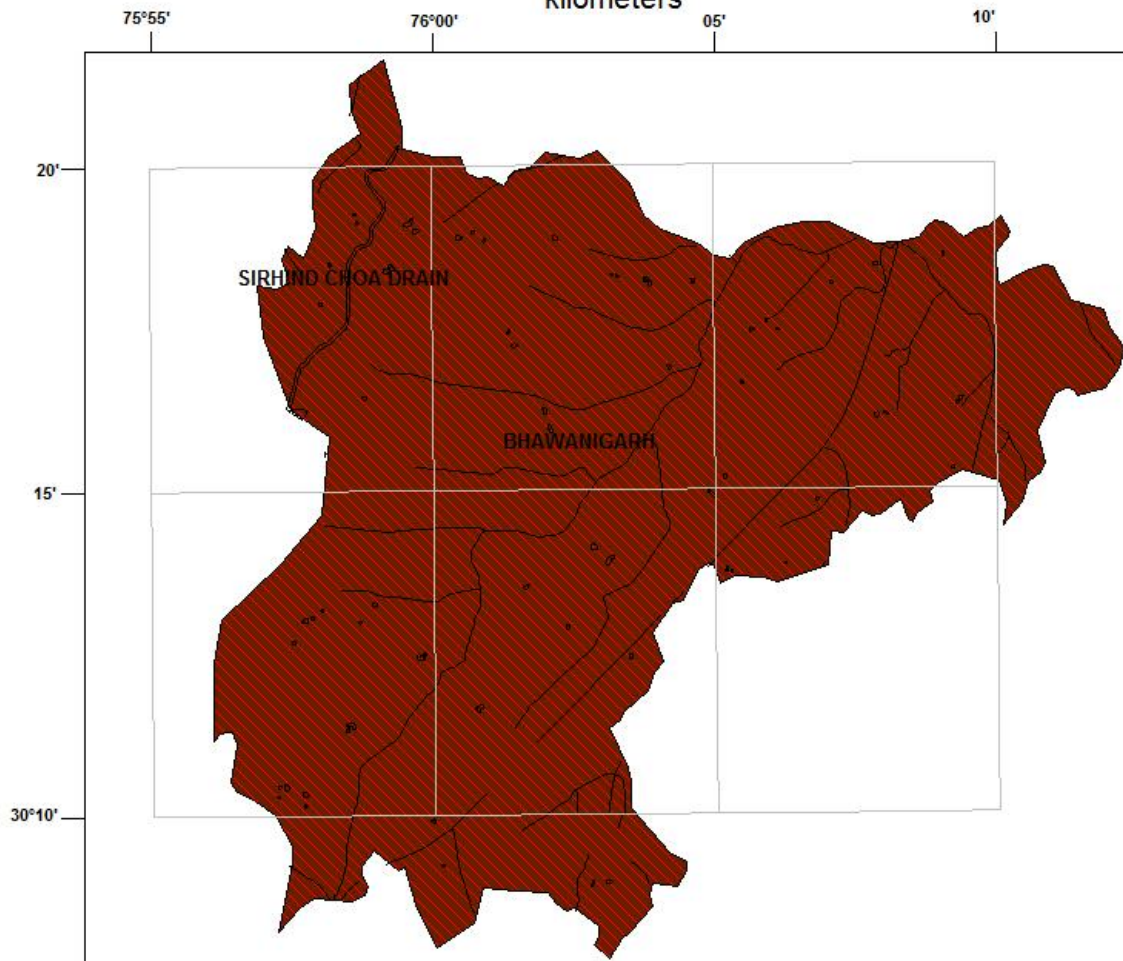 kilometers
75°55' 76°00' 05' 10'
20'
SIRHIND CHOA DRAIN
BHAWANIGARH
15'
30°10'